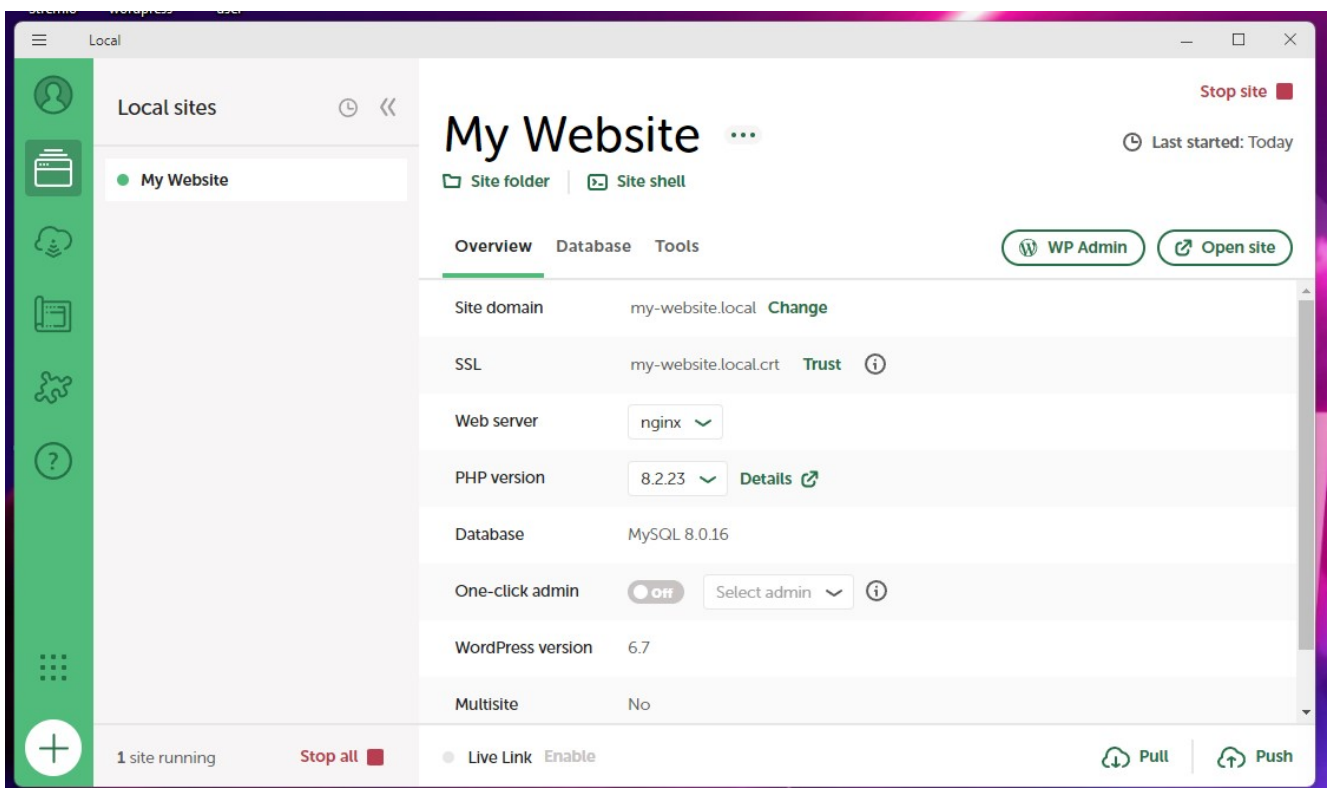 Local
Local sites
My Website
1 site running
Stop all
Stop site
My Website
Last started: Today
Site folder
Site shell
Overview Database Tools
WP Admin
Open site
Site domain my-website.local Change
SSL my-website.local.crt Trust
Web server nginx
PHP version 8.2.23 Details
Database MySQL 8.0.16
One-click admin Off Select admin
WordPress version 6.7
Multisite No
Live Link Enable
Pull
Push